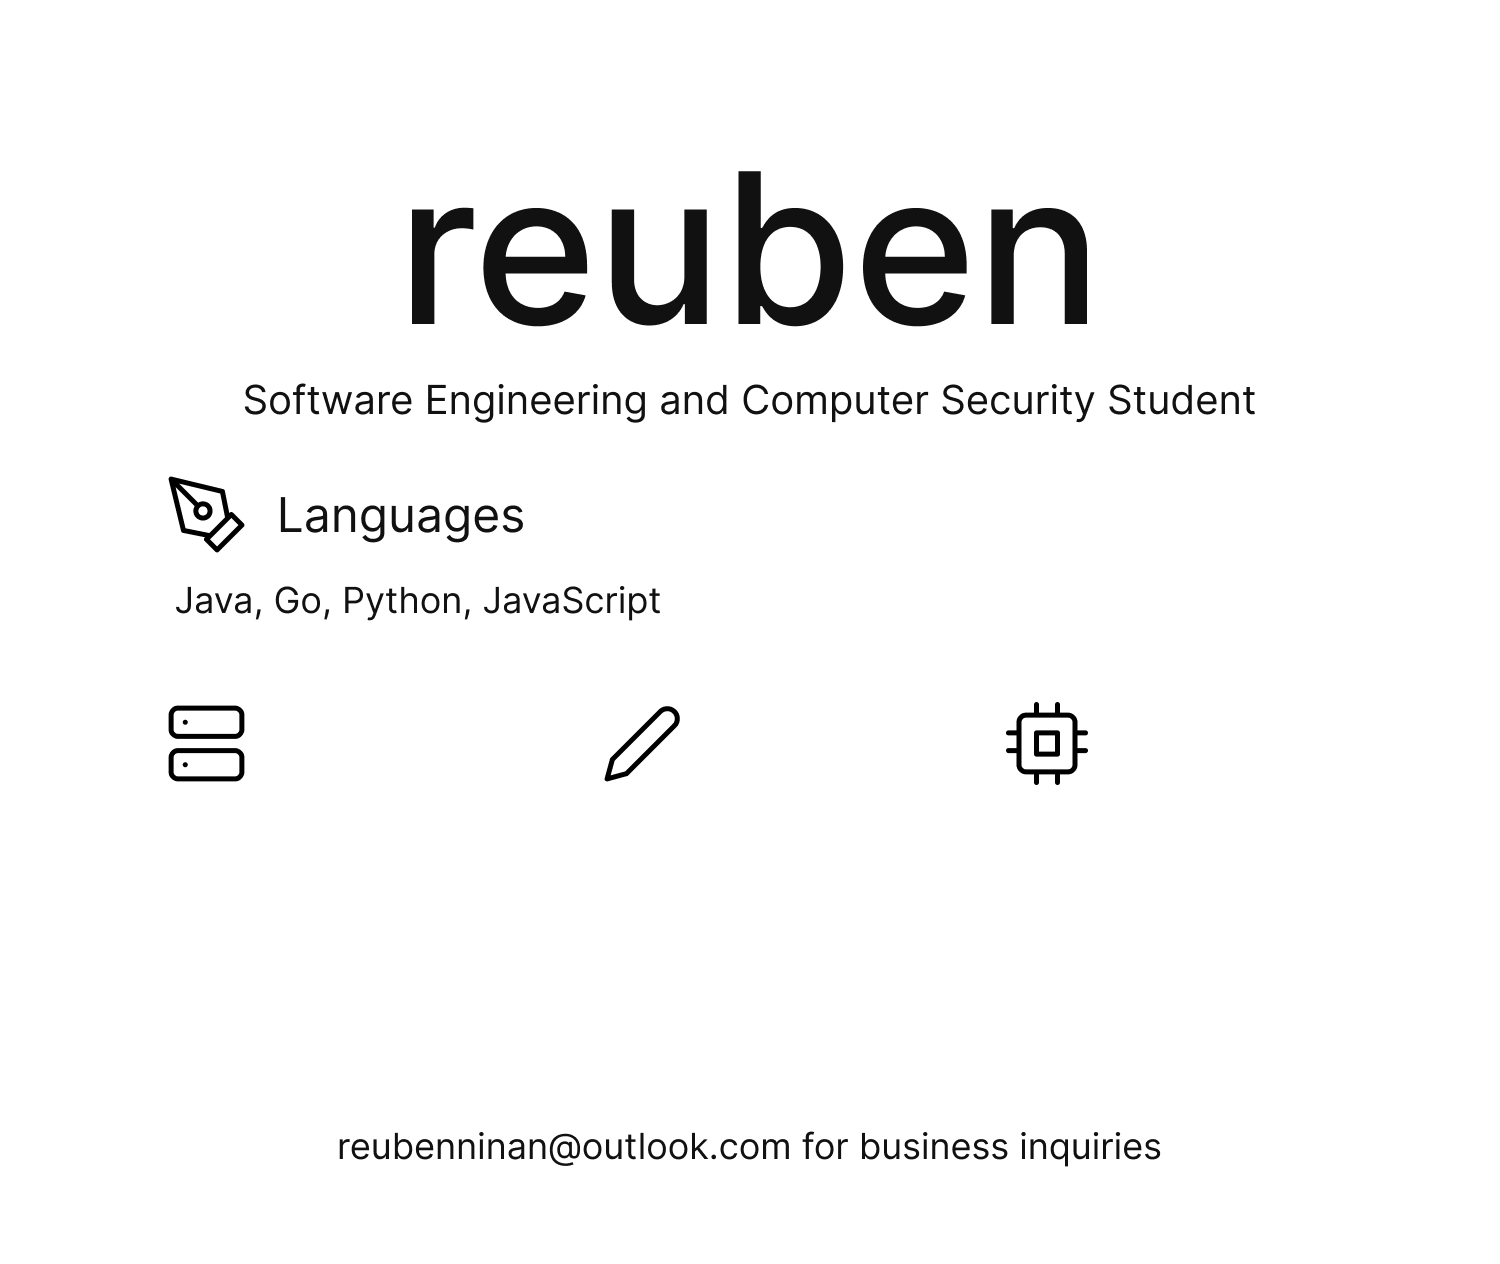 reuben
Software Engineering and Computer Security Student
Languages
Java, Go, Python, JavaScript
reubenninan@outlook.com for business inquiries